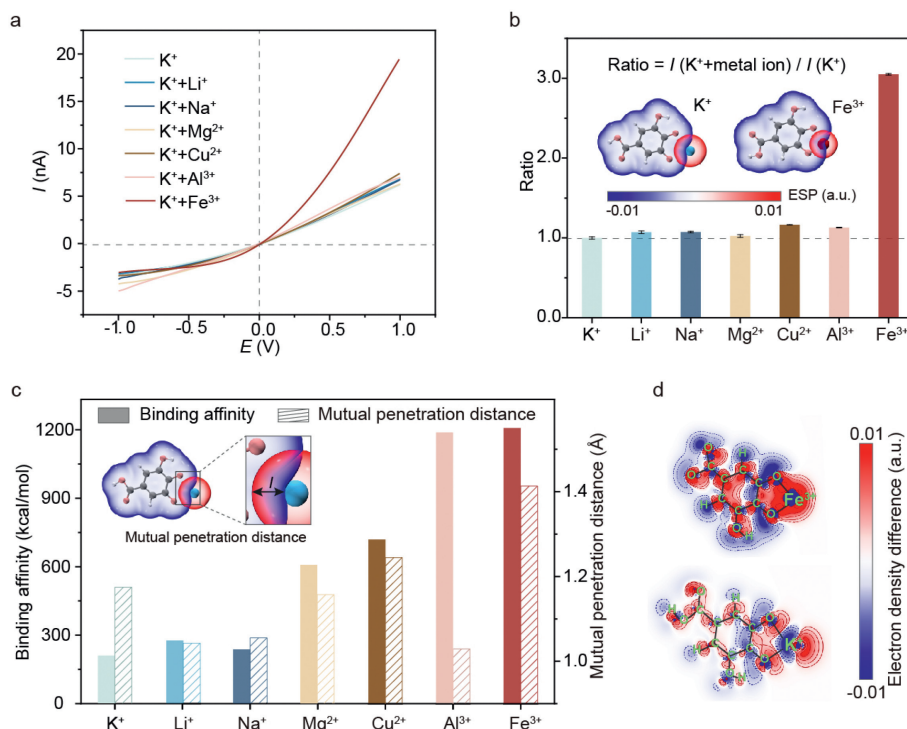 a
I (nA)
20
15
10
5
0
-5
K⁺
K⁺+Li⁺
K⁺+Na⁺
K⁺+Mg²⁺
K⁺+Cu²⁺
K⁺+Al³⁺
K⁺+Fe³⁺
-1.0 -0.5 0.0 0.5 1.0
E (V)
b
Ratio
3.0
2.0
1.0
0.0
Ratio = I (K⁺+metal ion) / I (K⁺)
K⁺ Fe³⁺
ESP (a.u.)
-0.01 0.01
K⁺ Li⁺ Na⁺ Mg²⁺ Cu²⁺ Al³⁺ Fe³⁺
c
Binding affinity (kcal/mol)
1200
900
600
300
0
Binding affinity Mutual penetration distance
l
Mutual penetration distance
1.4
1.2
1.0
Mutual penetration distance (Å)
K⁺ Li⁺ Na⁺ Mg²⁺ Cu²⁺ Al³⁺ Fe³⁺
d
Fe³⁺
K⁺
0.01
Electron density difference (a.u.)
-0.01